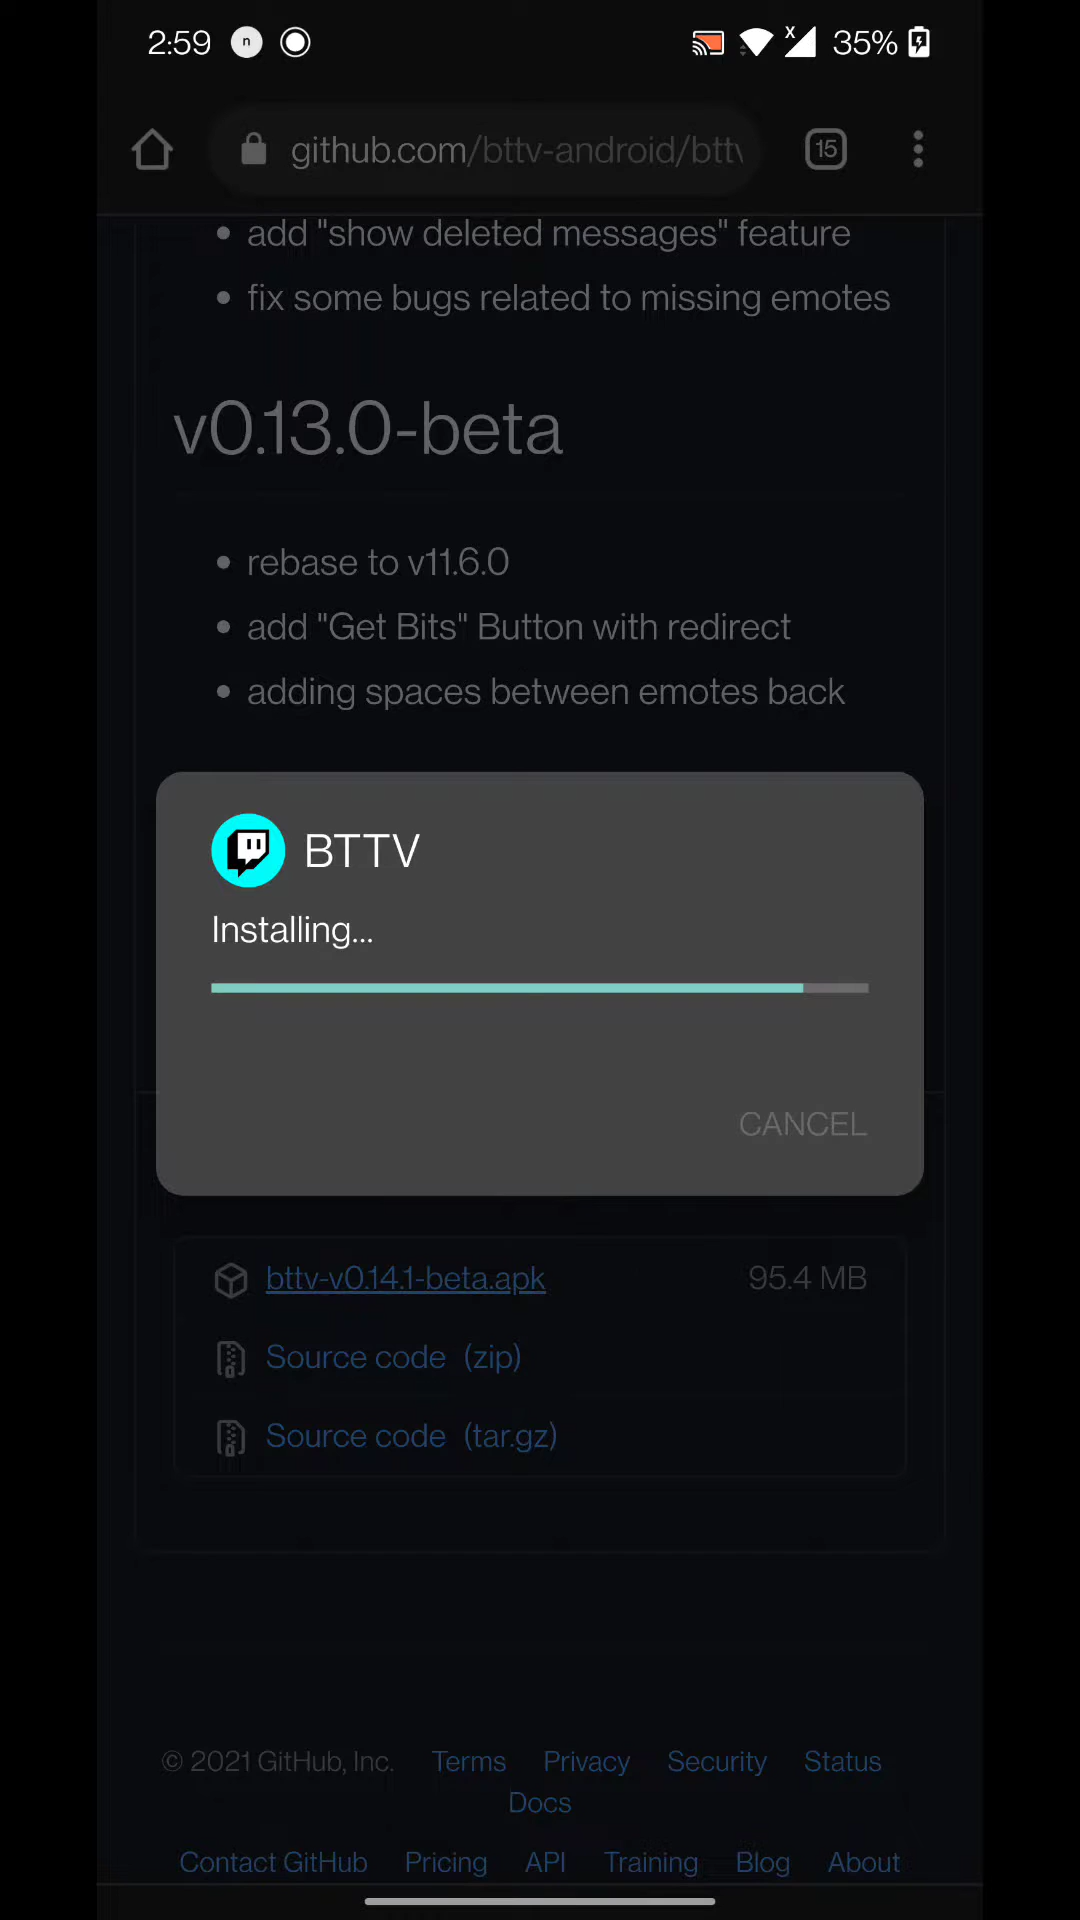 2:59 n x 35%
github.com/bttv-android/bttv 15
add "show deleted messages" feature
fix some bugs related to missing emotes
v0.13.0-beta
rebase to v11.6.0
add "Get Bits" Button with redirect
adding spaces between emotes back
BTTV
Installing...
CANCEL
bttv-v0.14.1-beta.apk 95.4 MB
Source code (zip)
Source code (tar.gz)
© 2021 GitHub, Inc. Terms Privacy Security Status
Docs
Contact GitHub Pricing API Training Blog About